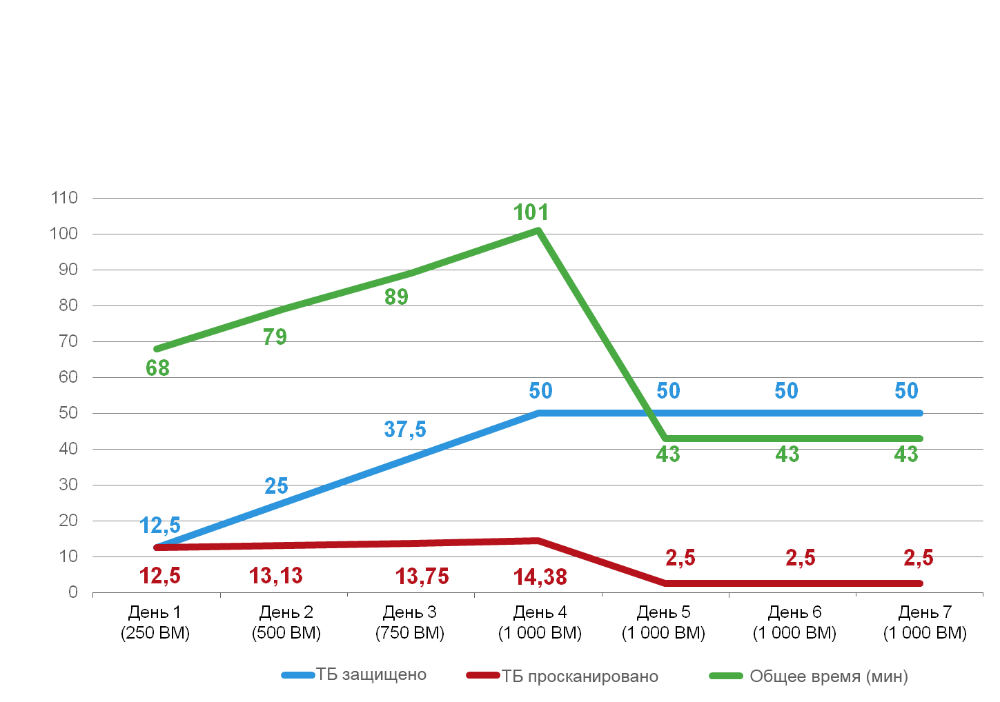 110
100
90
80
70
60
50
40
30
20
10
0
101
89
79
68
43
43
43
50
50
50
50
37,5
25
12,5
12,5
13,13
13,75
14,38
2,5
2,5
2,5
День 1
(250 ВМ)
День 2
(500 ВМ)
День 3
(750 ВМ)
День 4
(1 000 ВМ)
День 5
(1 000 ВМ)
День 6
(1 000 ВМ)
День 7
(1 000 ВМ)
ТБ защищено
ТБ просканировано
Общее время (мин)